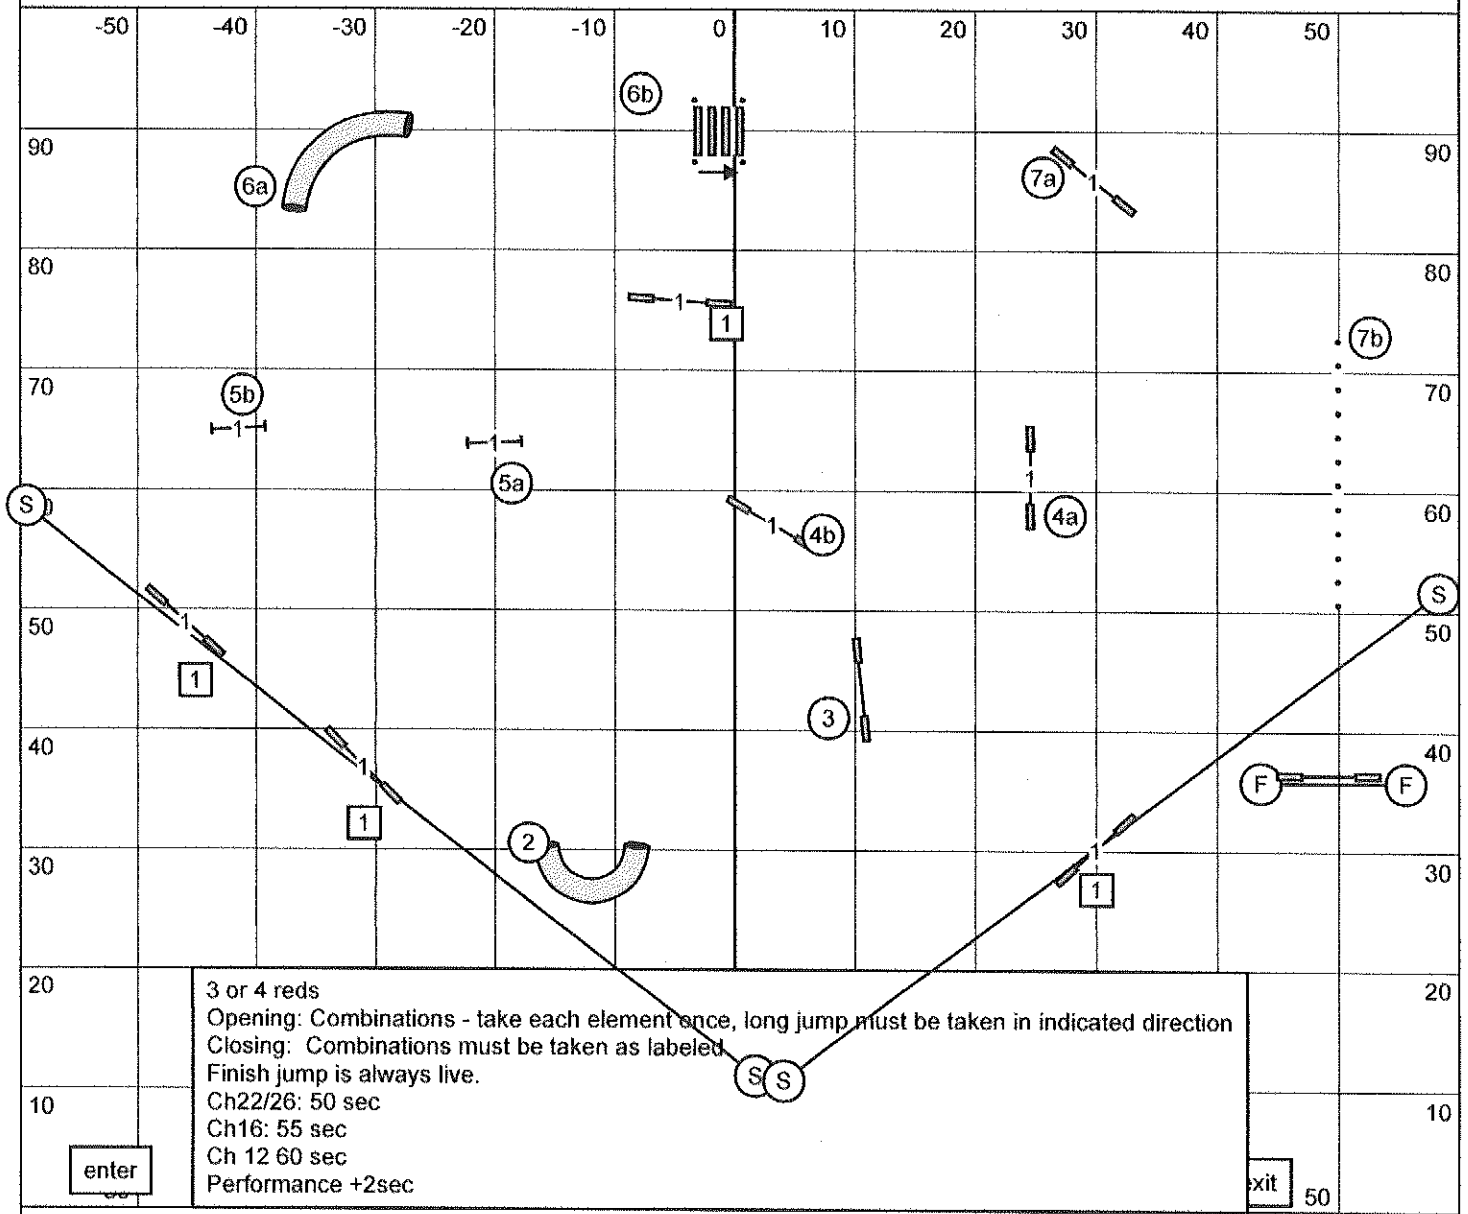 -50 -40 -30 -20 -10 0 10 20 30 40 50
6b
90 90
7a
1
6a
80 80
1
1
7b
70 70
5b
1
1
5a
S
1
60
4b
1
4a
S
1
50 50
1
3
40 40
1
F F
1
2
30 1 30
1
20 20
3 or 4 reds
Opening: Combinations - take each element once, long jump must be taken in indicated direction
Closing: Combinations must be taken as labeled
Finish jump is always live.
S S
Ch22/26: 50 sec
10 10
Ch16: 55 sec
Ch 12 60 sec
enter
Performance +2sec
50